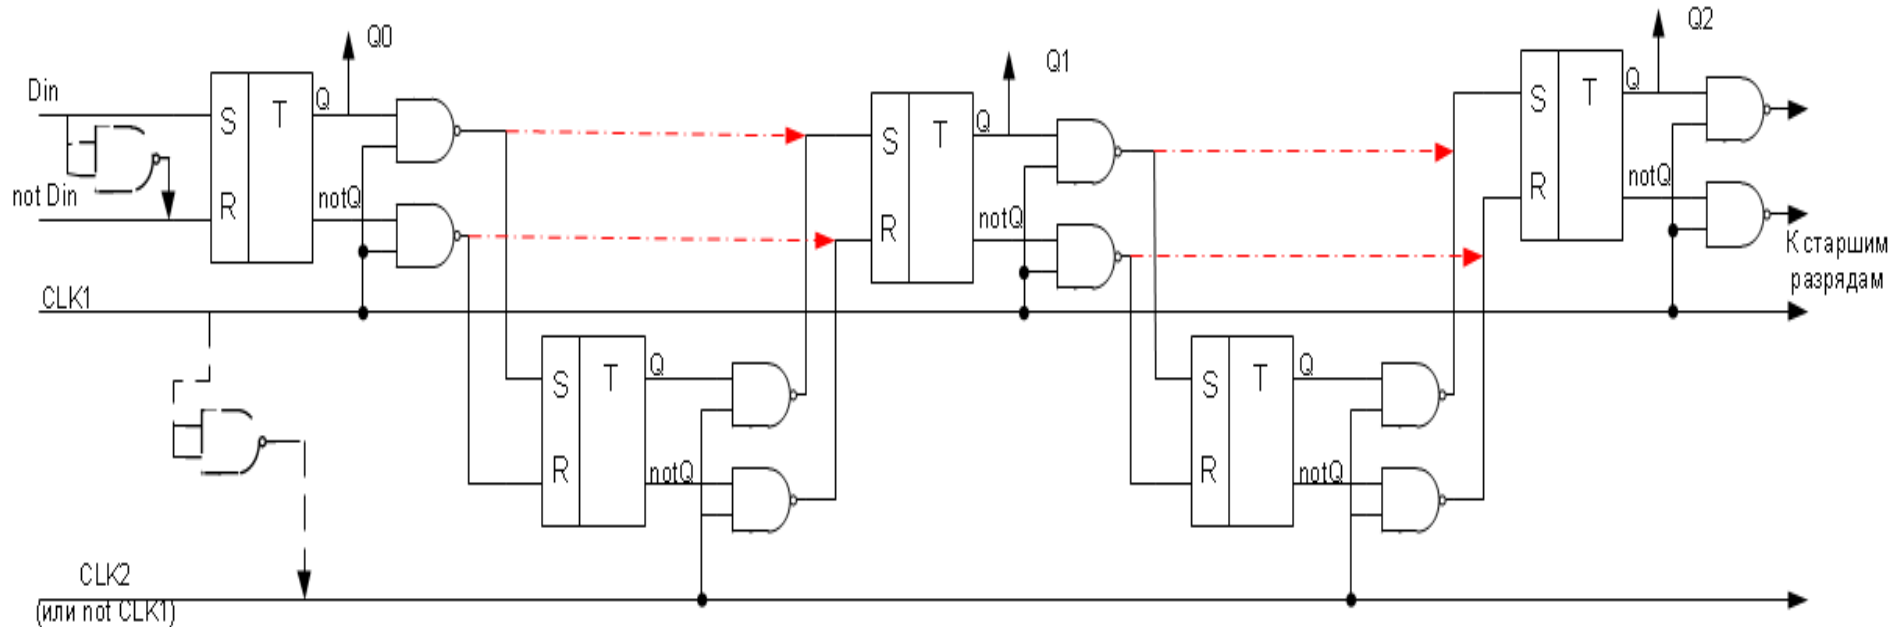 Q0
Q1
Q2
Din
S
T
Q
R
notQ
not Din
S
T
Q
R
notQ
S
T
Q
R
notQ
К старшим
разрядам
CLK1
S
T
Q
R
notQ
S
T
Q
R
notQ
CLK2
(или not CLK1)